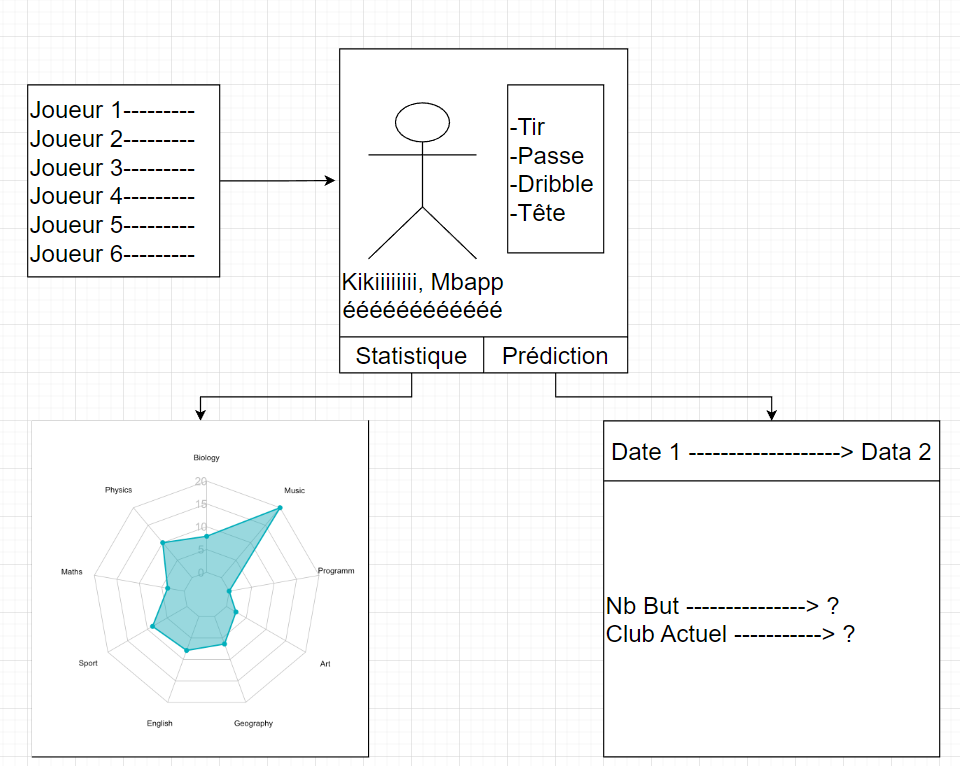 Joueur 1---------
Joueur 2---------
Joueur 3---------
Joueur 4---------
Joueur 5---------
Joueur 6---------
-Tir
-Passe
-Dribble
-Tête
Kikiiiiiiii, Mbapp
éééééééééééé
Statistique
Prédiction
Biology
Physics
Music
Maths
Programm
Sport
Art
English
Geography
20
15
10
5
0
Date 1 -------------------> Data 2
Nb But ---------------> ?
Club Actuel -----------> ?